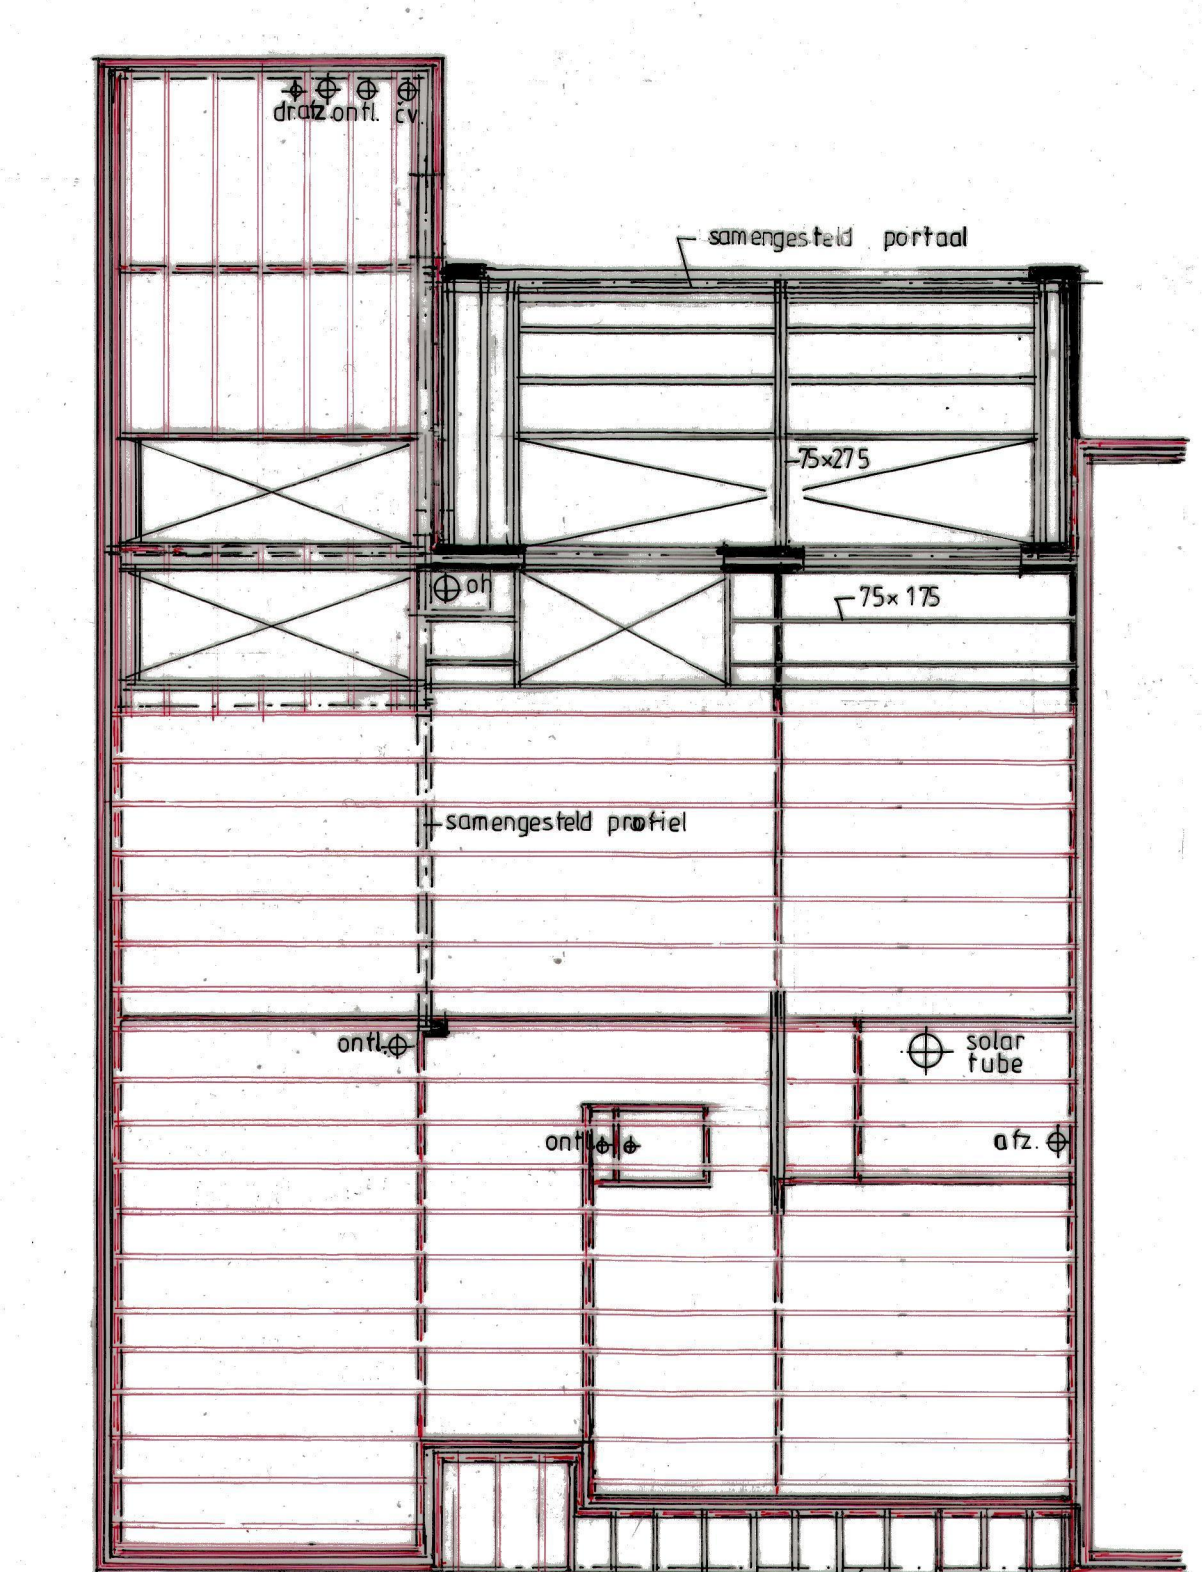 dr. afz. ontl. cv.
samengesteld portaal
75x275
oh
75x175
samengesteld profiel
ontl.
solar
tube
ontl.
afz.